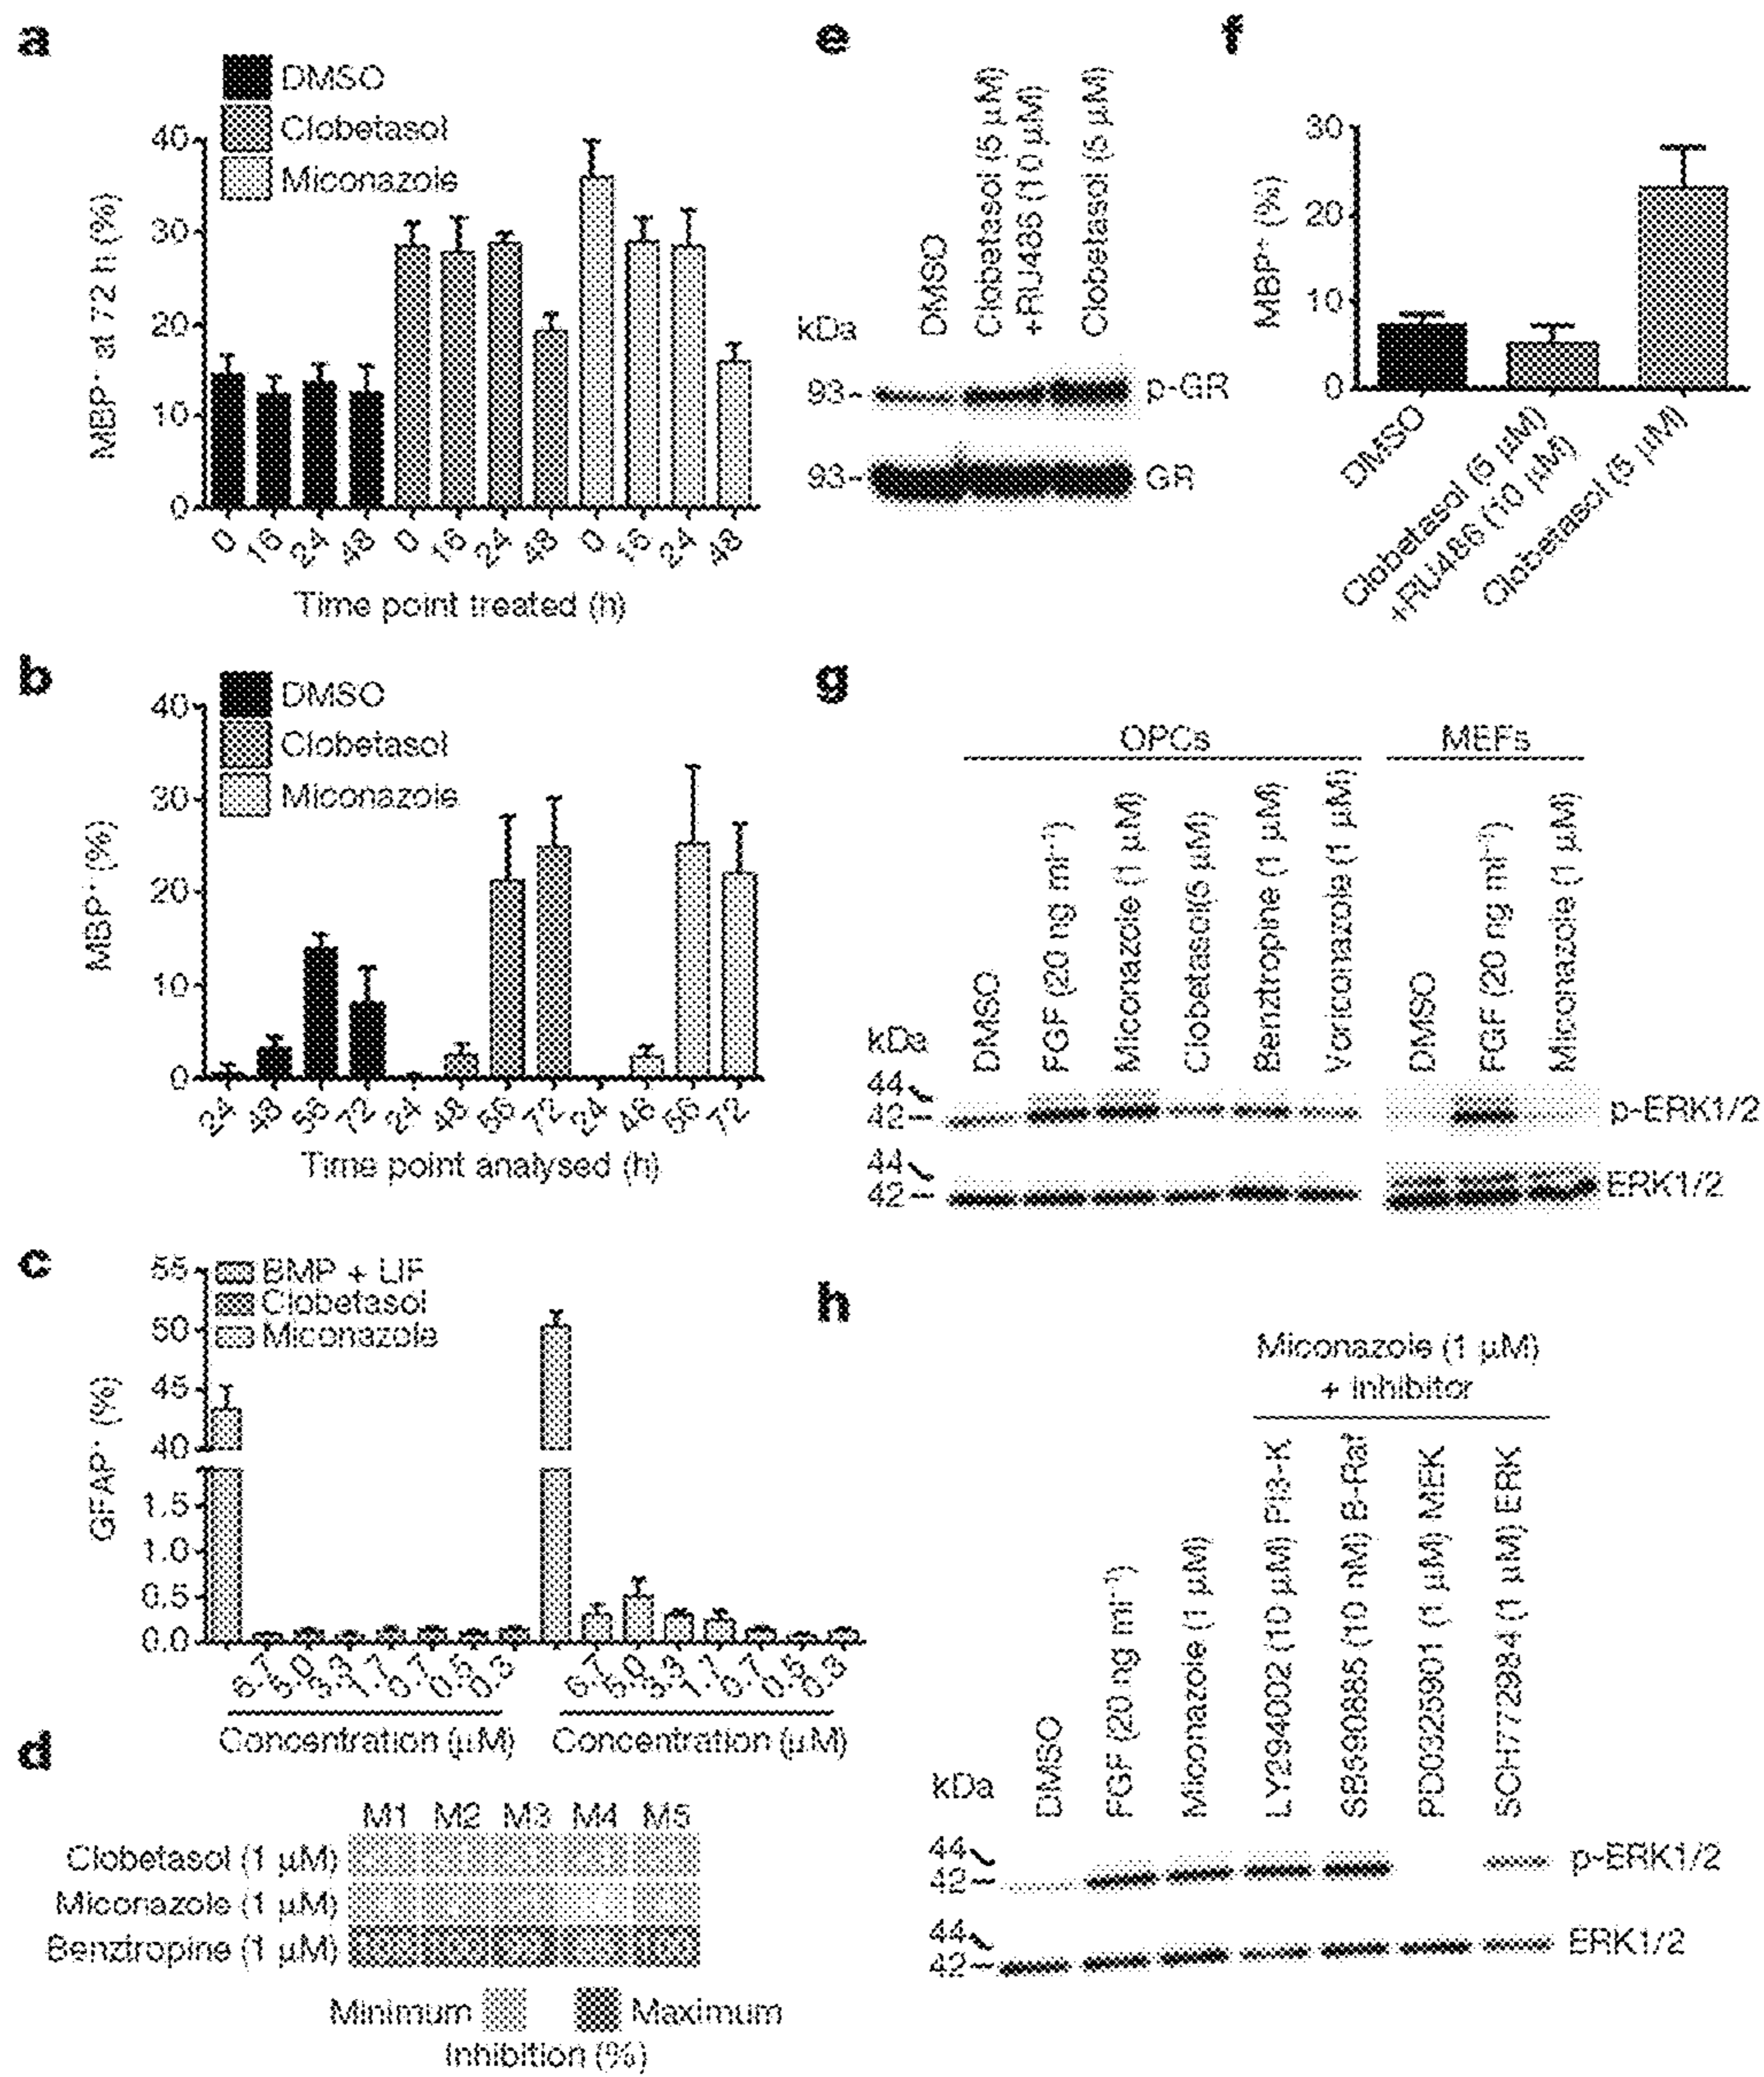 a
DMSO
Clobetasol
Miconazole
MBP+ at 72 h (%)
40
30
20
10
0
0 16 24 48 0 16 24 48 0 16 24 48
Time point treated (h)
b
DMSO
Clobetasol
Miconazole
MBP+ (%)
40
30
20
10
0
24 48 56 72 24 48 56 72 24 48 56 72
Time point analysed (h)
c
BMP + LIF
Clobetasol
Miconazole
GFAP+ (%)
55
50
45
40
1.5
1.0
0.5
0.0
6.7 5.0 3.3 1.7 0.7 0.5 0.3 6.7 5.0 3.3 1.7 0.7 0.5 0.3
Concentration (µM) Concentration (µM)
d
M1 M2 M3 M4 M5
Clobetasol (1 µM)
Miconazole (1 µM)
Benztropine (1 µM)
Minimum Maximum
Inhibition (%)
e
kDa
DMSO
Clobetasol (5 µM)
+RU486 (10 µM)
Clobetasol (5 µM)
93 p-GR
93 GR
f
MBP+ (%)
30
20
10
0
DMSO
Clobetasol (5 µM)
+RU486 (10 µM)
Clobetasol (5 µM)
g
OPCs MEFs
kDa
DMSO
FGF (20 ng ml⁻¹)
Miconazole (1 µM)
Clobetasol(5 µM)
Benztropine (1 µM)
Voriconazole (1 µM)
DMSO
FGF (20 ng ml⁻¹)
Miconazole (1 µM)
44
42 p-ERK1/2
44
42 ERK1/2
h
Miconazole (1 µM)
+ inhibitor
kDa
DMSO
FGF (20 ng ml⁻¹)
Miconazole (1 µM)
LY294002 (10 µM) PI3-K
SB590885 (10 nM) B-Raf
PD0325901 (1 µM) MEK
SCH772984 (1 µM) ERK
44
42 p-ERK1/2
44
42 ERK1/2